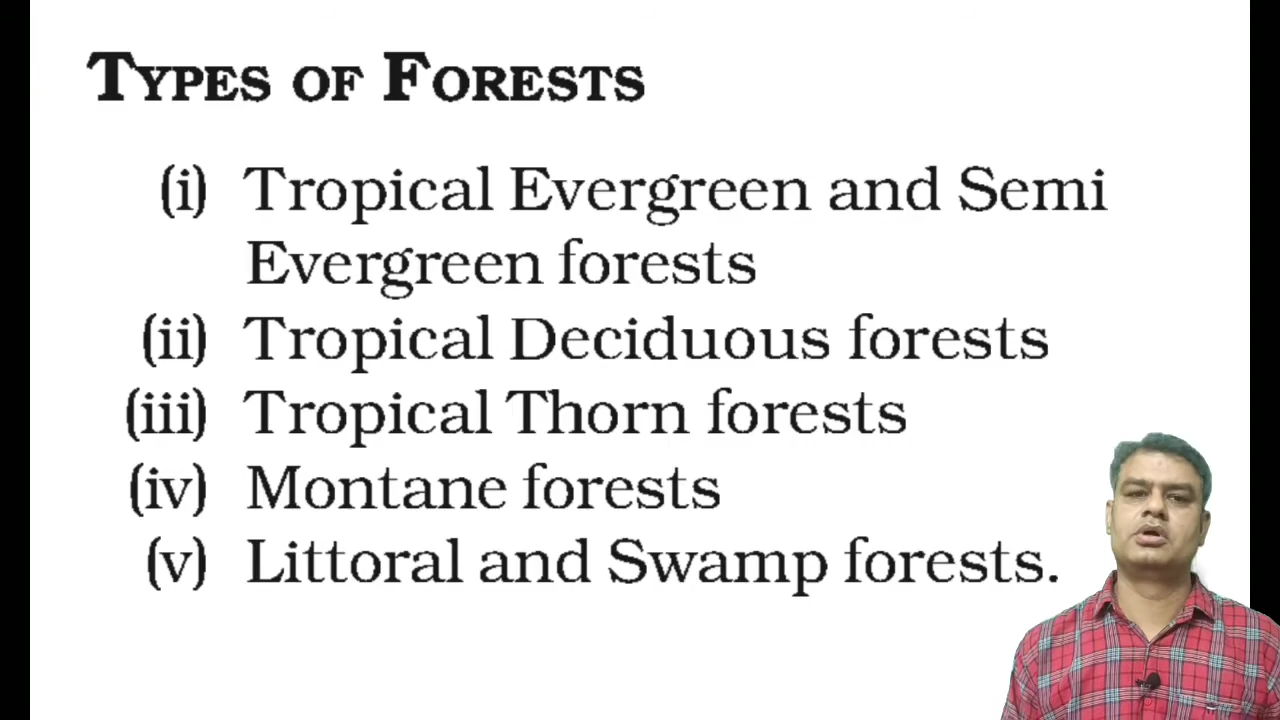 TYPES OF FORESTS
(i) Tropical Evergreen and Semi
Evergreen forests
(ii) Tropical Deciduous forests
(iii) Tropical Thorn forests
(iv) Montane forests
(v) Littoral and Swamp forests.